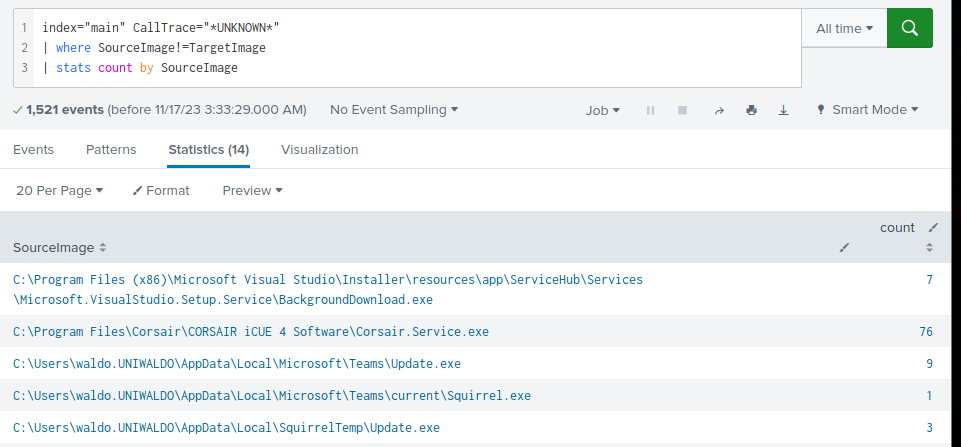 1 index="main" CallTrace="*UNKNOWN*"
2 | where SourceImage!=TargetImage
3 | stats count by SourceImage
All time
1,521 events (before 11/17/23 3:33:29.000 AM) No Event Sampling Job Smart Mode
Events Patterns Statistics (14) Visualization
20 Per Page Format Preview
count
SourceImage
C:\Program Files (x86)\Microsoft Visual Studio\Installer\resources\app\ServiceHub\Services 7
\Microsoft.VisualStudio.Setup.Service\BackgroundDownload.exe
C:\Program Files\Corsair\CORSAIR iCUE 4 Software\Corsair.Service.exe 76
C:\Users\waldo.UNIWALDO\AppData\Local\Microsoft\Teams\Update.exe 9
C:\Users\waldo.UNIWALDO\AppData\Local\Microsoft\Teams\current\Squirrel.exe 1
C:\Users\waldo.UNIWALDO\AppData\Local\SquirrelTemp\Update.exe 3